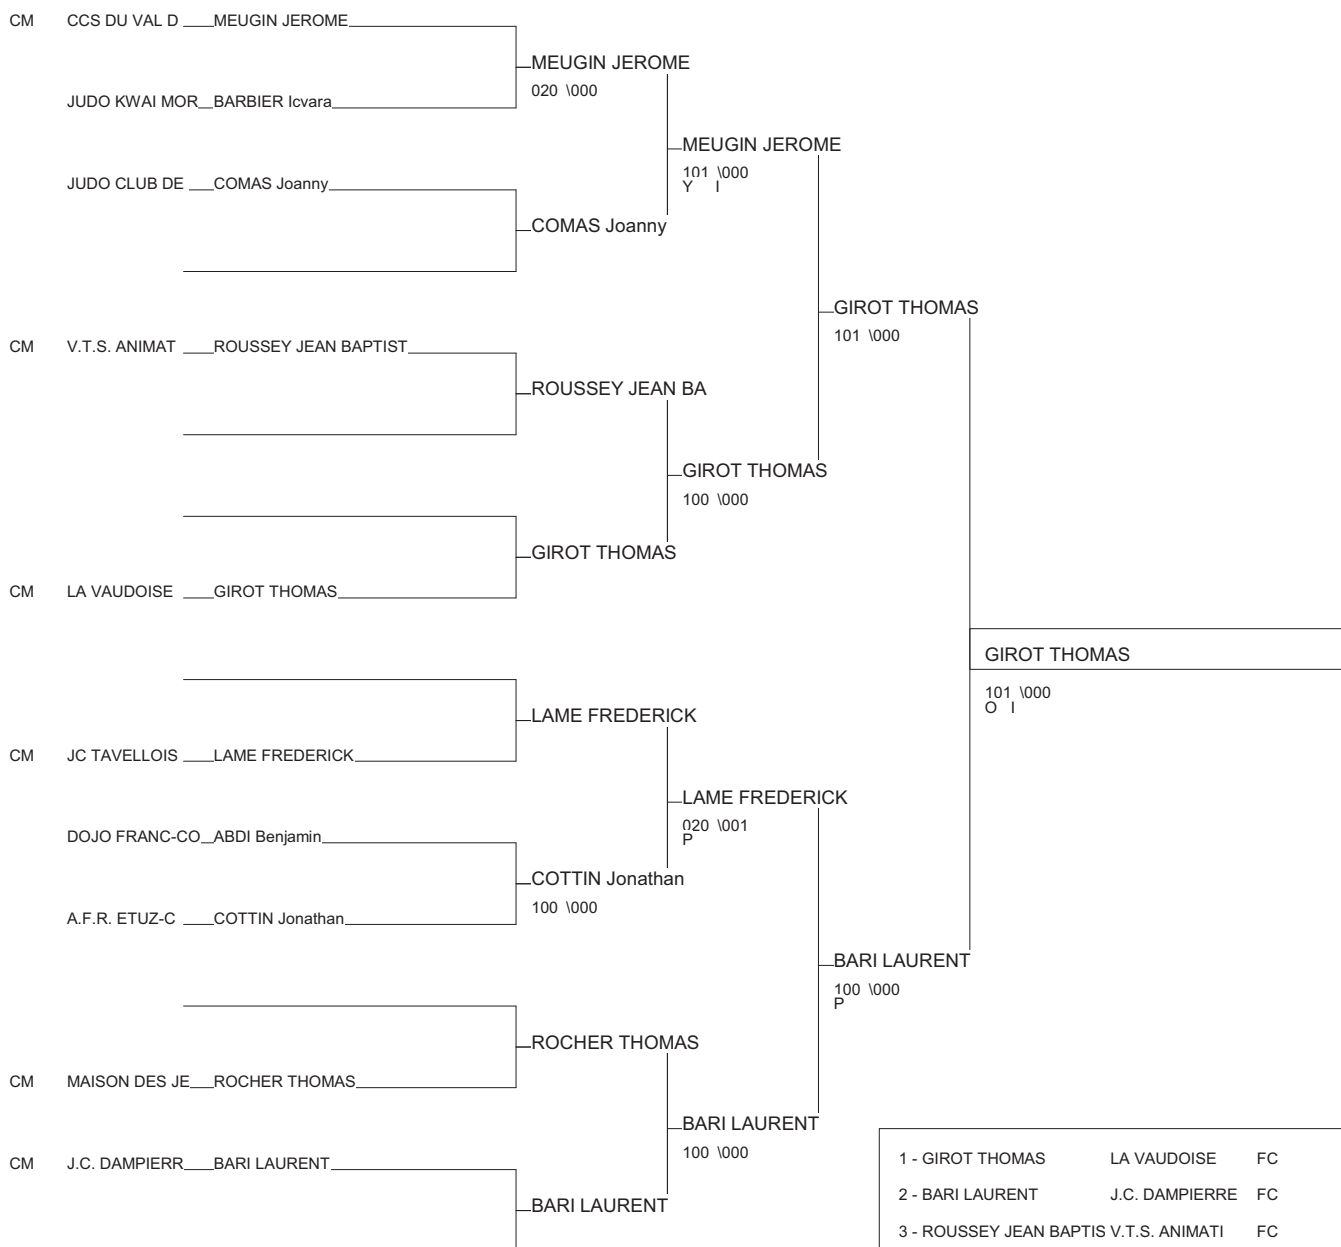 CM CCS DU VAL D MEUGIN JEROME
MEUGIN JEROME
020 \000
JUDO KWAI MOR BARBIER Icvara
MEUGIN JEROME
101 \000
Y I
JUDO CLUB DE COMAS Joanny
COMAS Joanny
GIROT THOMAS
101 \000
CM V.T.S. ANIMAT ROUSSEY JEAN BAPTIST
ROUSSEY JEAN BA
GIROT THOMAS
100 \000
GIROT THOMAS
CM LA VAUDOISE GIROT THOMAS
GIROT THOMAS
101 \000
O I
LAME FREDERICK
CM JC TAVELLOIS LAME FREDERICK
LAME FREDERICK
020 \001
P
DOJO FRANC-CO ABDI Benjamin
COTTIN Jonathan
100 \000
A.F.R. ETUZ-C COTTIN Jonathan
BARI LAURENT
100 \000
P
ROCHER THOMAS
CM MAISON DES JE ROCHER THOMAS
BARI LAURENT
100 \000
CM J.C. DAMPIERR BARI LAURENT
BARI LAURENT
1 - GIROT THOMAS LA VAUDOISE FC
2 - BARI LAURENT J.C. DAMPIERRE FC
3 - ROUSSEY JEAN BAPTIS V.T.S. ANIMATI FC